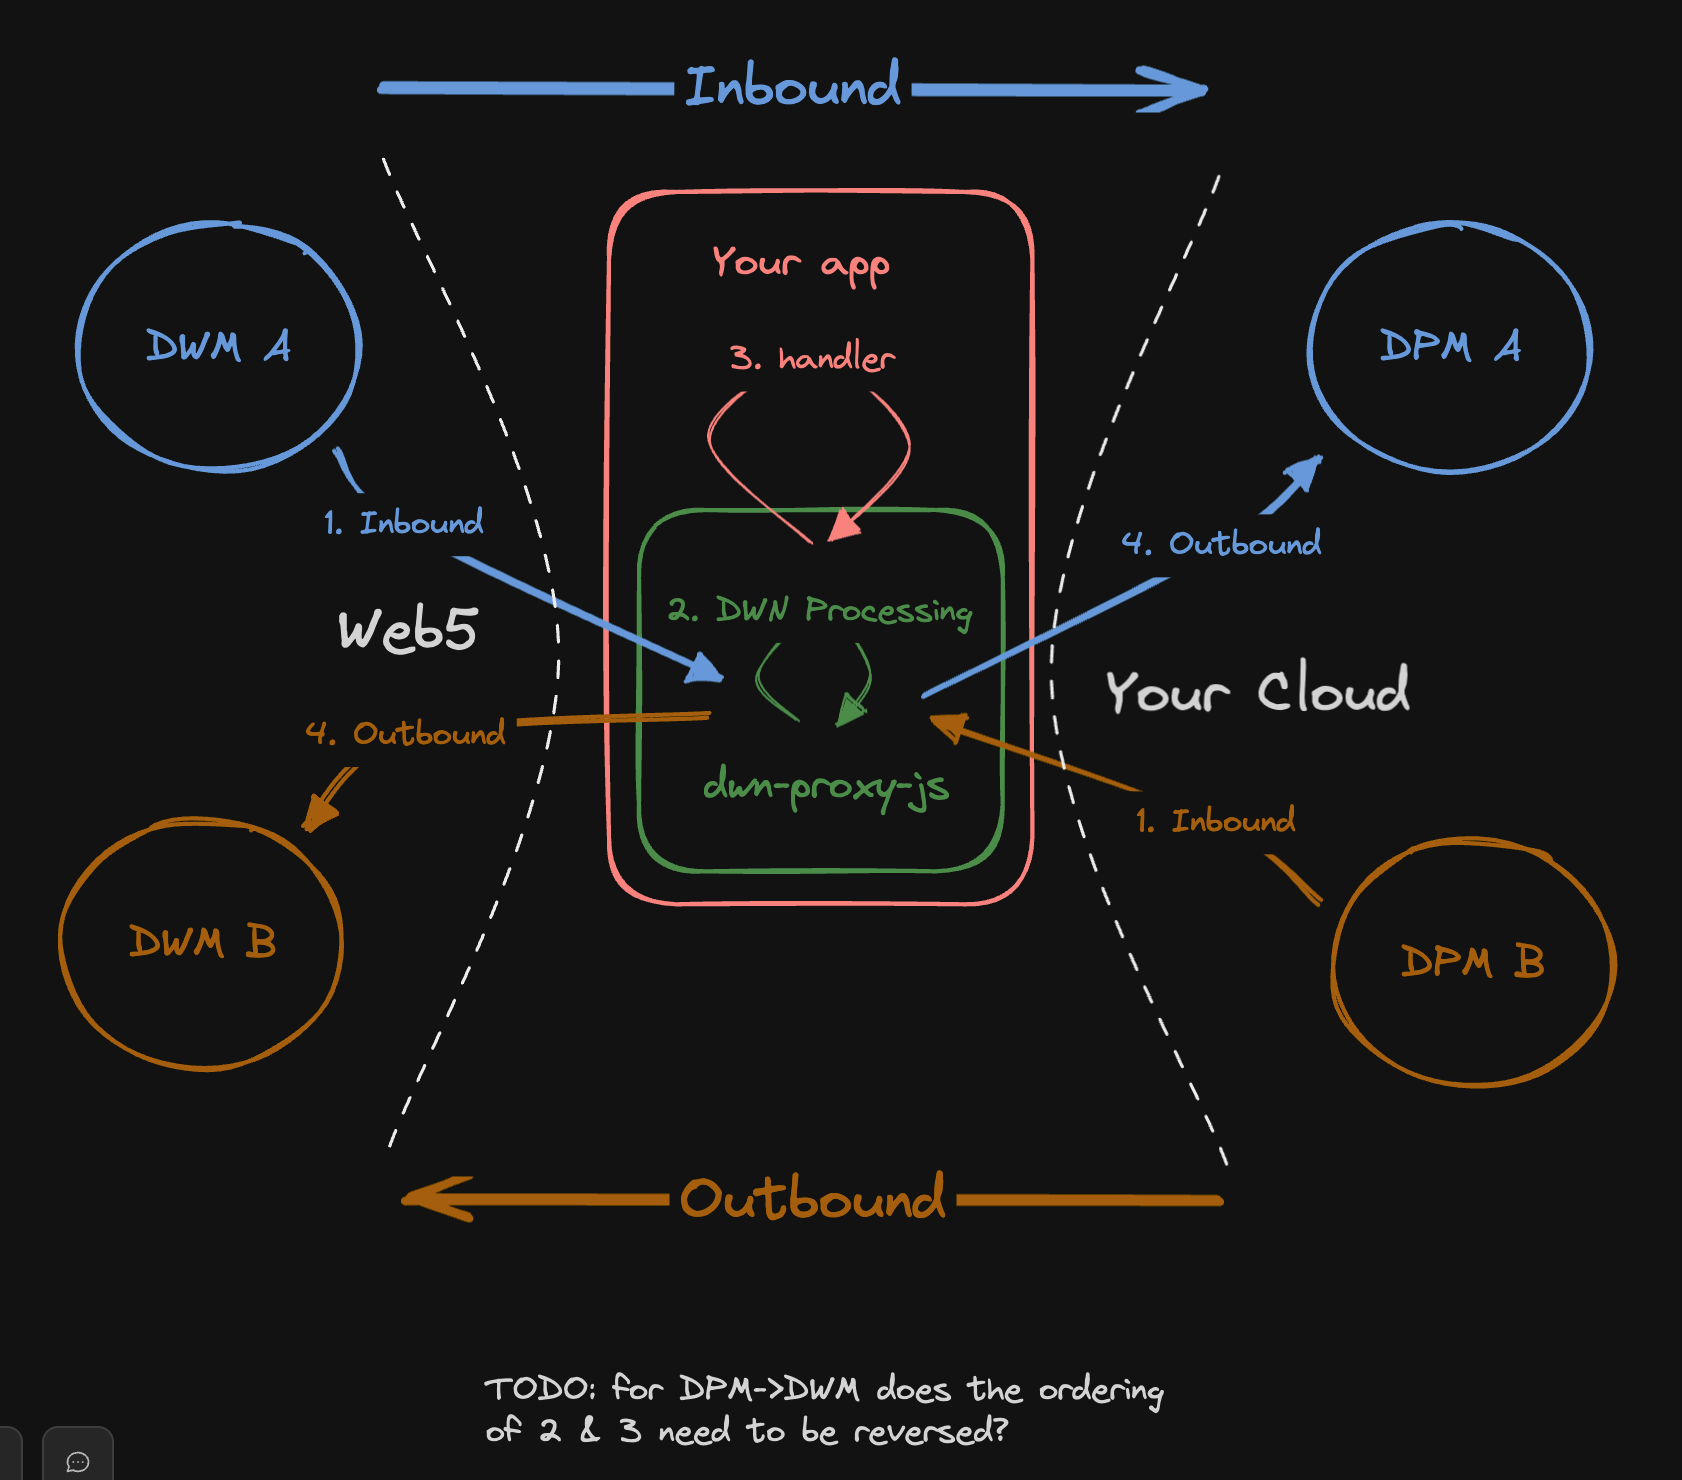 Inbound
Your app
DWM A
DPM A
3. handler
1. Inbound
4. Outbound
2. DWN Processing
Web5
Your Cloud
4. Outbound
dwn-proxy-js
1. Inbound
DWM B
DPM B
Outbound
TODO: for DPM->DWM does the ordering
of 2 & 3 need to be reversed?